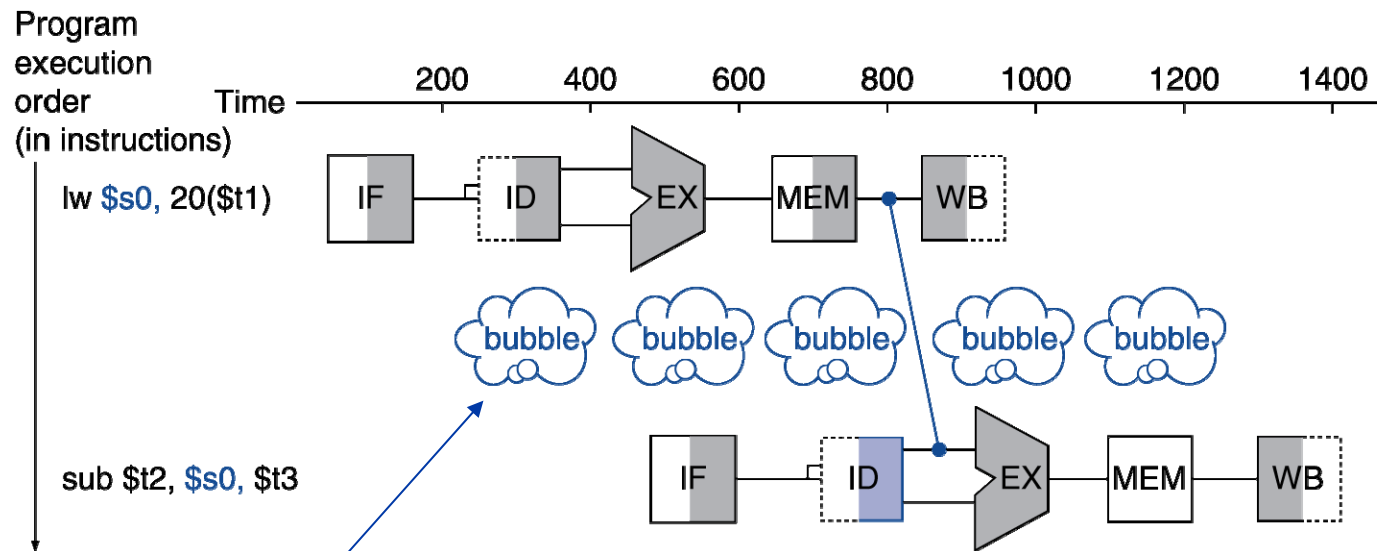 Program
execution
order
(in instructions)
Time
200 400 600 800 1000 1200 1400
lw $s0, 20($t1)
IF ID EX MEM WB
bubble bubble bubble bubble bubble
sub $t2, $s0, $t3
IF ID EX MEM WB